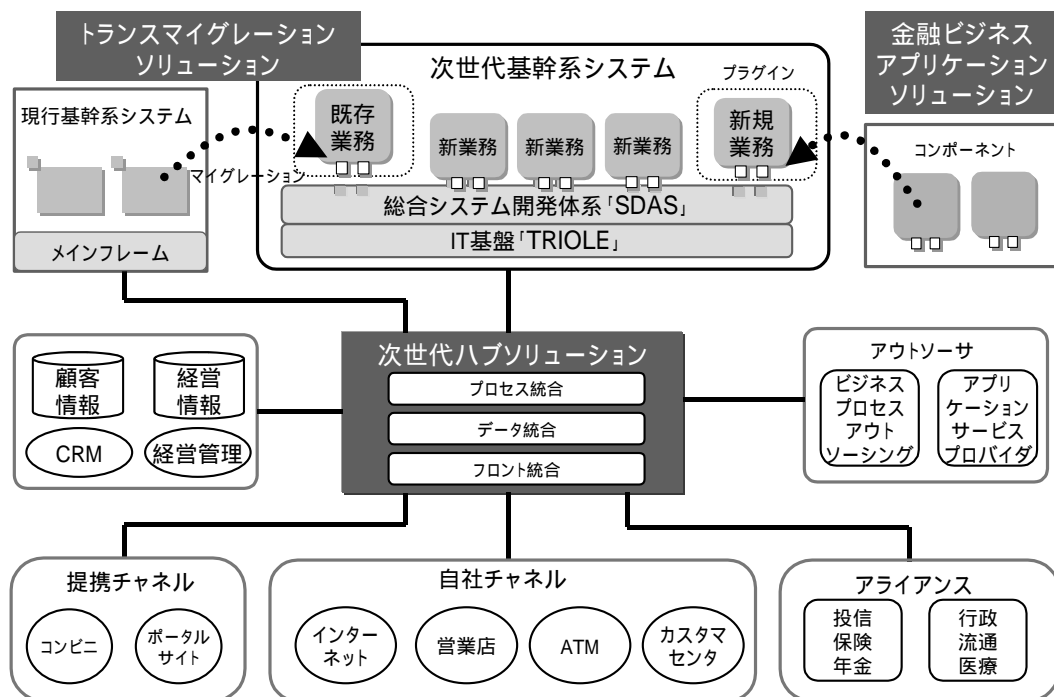 トランスマイグレーション
ソリューション
次世代基幹系システム
プラグイン
金融ビジネス
アプリケーション
ソリューション
現行基幹系システム
既存
業務
新業務
新業務
新業務
新規
業務
コンポーネント
マイグレーション
総合システム開発体系「SDAS」
IT基盤「TRIOLE」
メインフレーム
次世代ハブソリューション
プロセス統合
データ統合
フロント統合
顧客
情報
経営
情報
CRM
経営管理
アウトソーサ
ビジネス
プロセス
アウト
ソーシング
アプリ
ケーション
サービス
プロバイダ
提携チャネル
コンビニ
ポータル
サイト
自社チャネル
インター
ネット
営業店
ATM
カスタマ
センタ
アライアンス
投信
保険
年金
行政
流通
医療